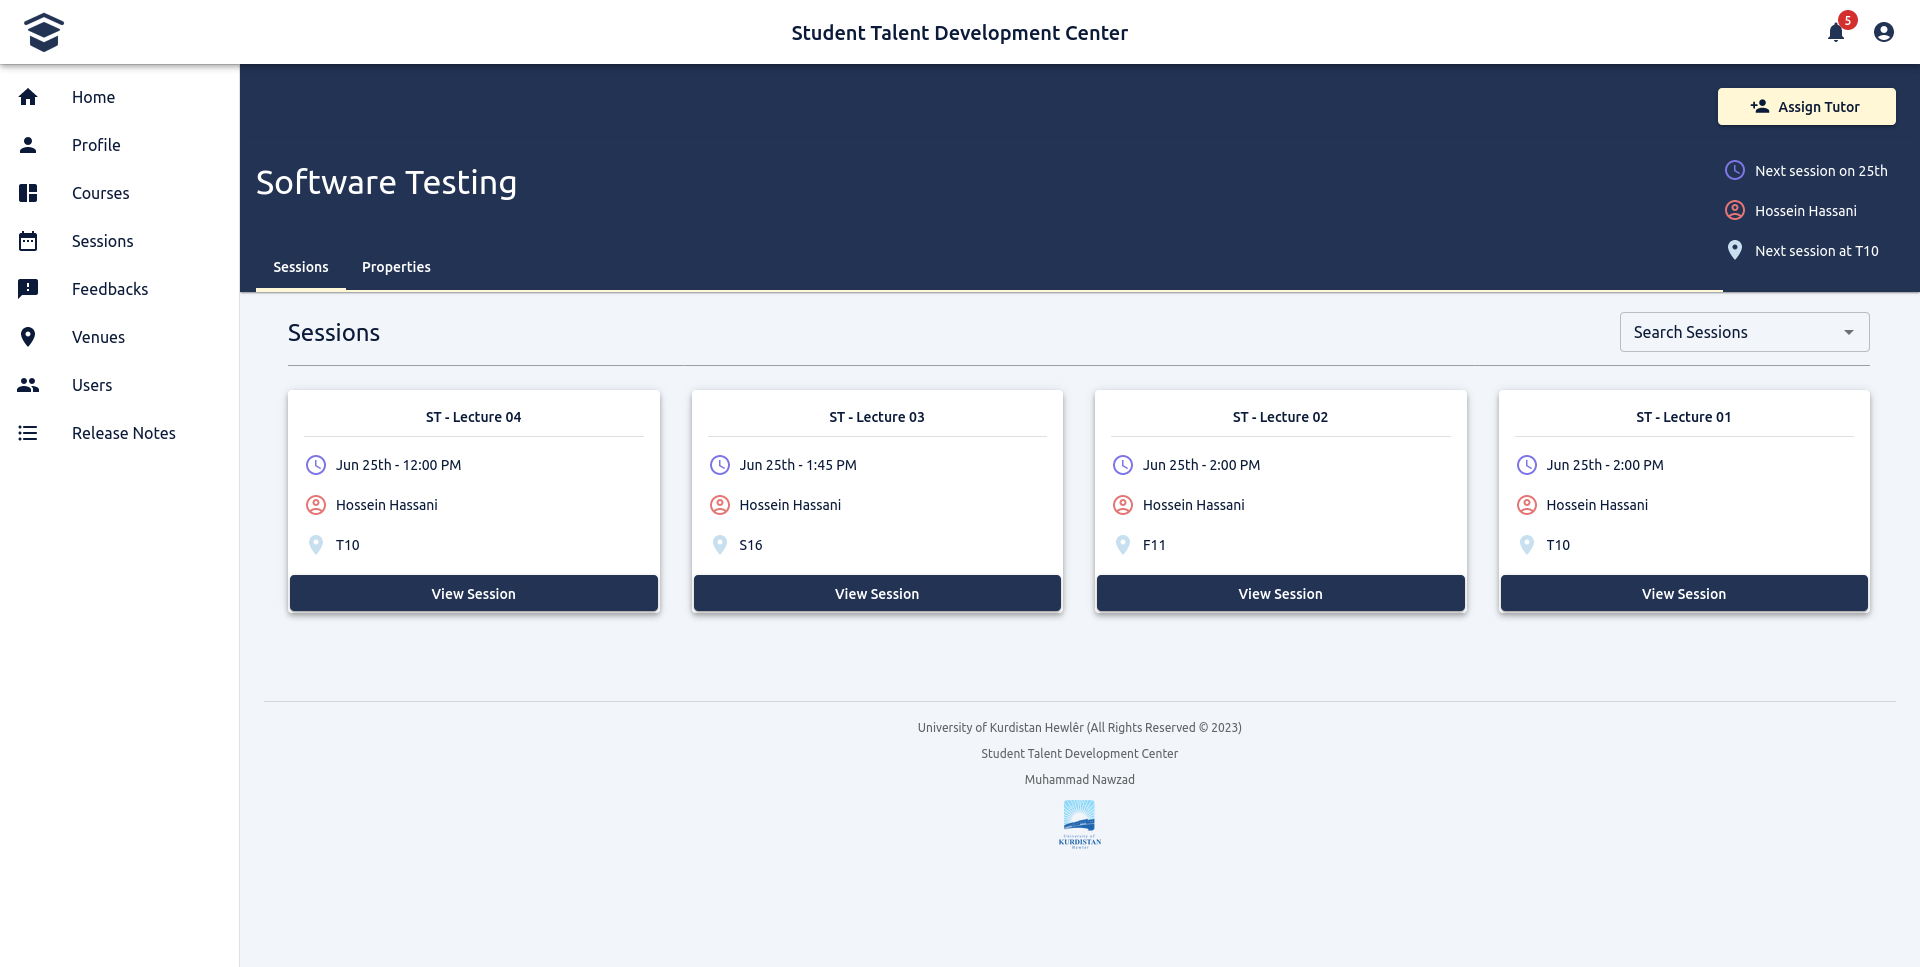 Student Talent Development Center
5
Home
Profile
Courses
Sessions
Feedbacks
Venues
Users
Release Notes
Assign Tutor
Software Testing
Next session on 25th
Hossein Hassani
Next session at T10
Sessions
Properties
Sessions
Search Sessions
ST - Lecture 04
Jun 25th - 12:00 PM
Hossein Hassani
T10
View Session
ST - Lecture 03
Jun 25th - 1:45 PM
Hossein Hassani
S16
View Session
ST - Lecture 02
Jun 25th - 2:00 PM
Hossein Hassani
F11
View Session
ST - Lecture 01
Jun 25th - 2:00 PM
Hossein Hassani
T10
View Session
University of Kurdistan Hewlêr (All Rights Reserved © 2023)
Student Talent Development Center
Muhammad Nawzad
University of
KURDISTAN
Hewlêr